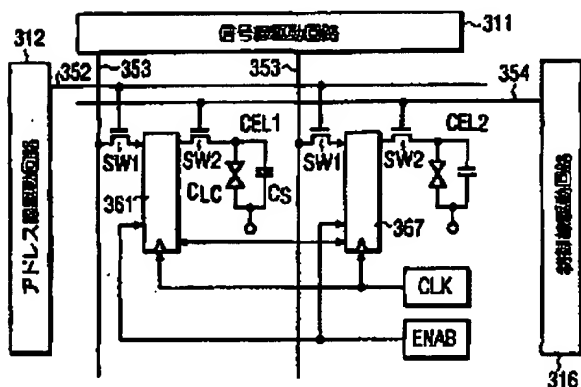 312
信号線駆動回路
311
352
353
353
354
CEL1
CEL2
SW1
SW2
SW1
SW2
361
CLC
CS
367
アドレス線駆動回路
制御線駆動回路
CLK
ENAB
316